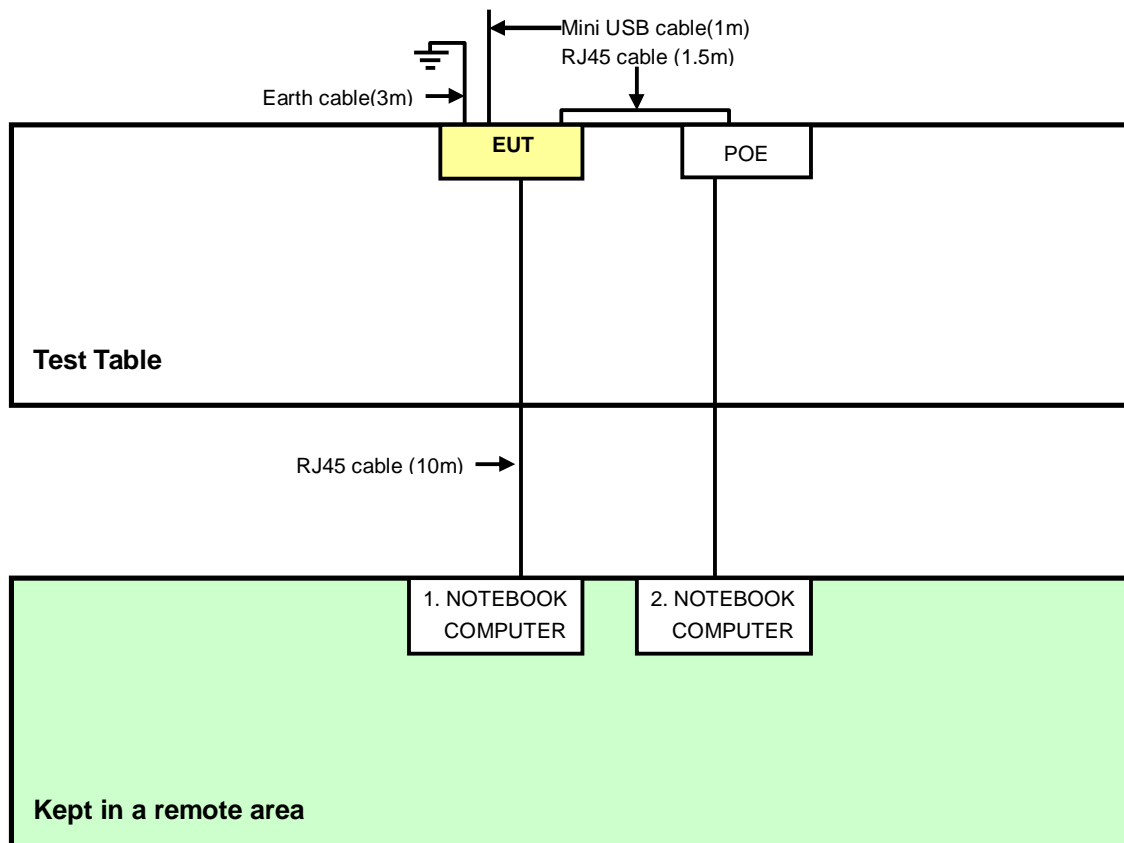 Mini USB cable(1m)
RJ45 cable (1.5m)
Earth cable(3m)
EUT
POE
Test Table
RJ45 cable (10m)
1. NOTEBOOK
COMPUTER
2. NOTEBOOK
COMPUTER
Kept in a remote area